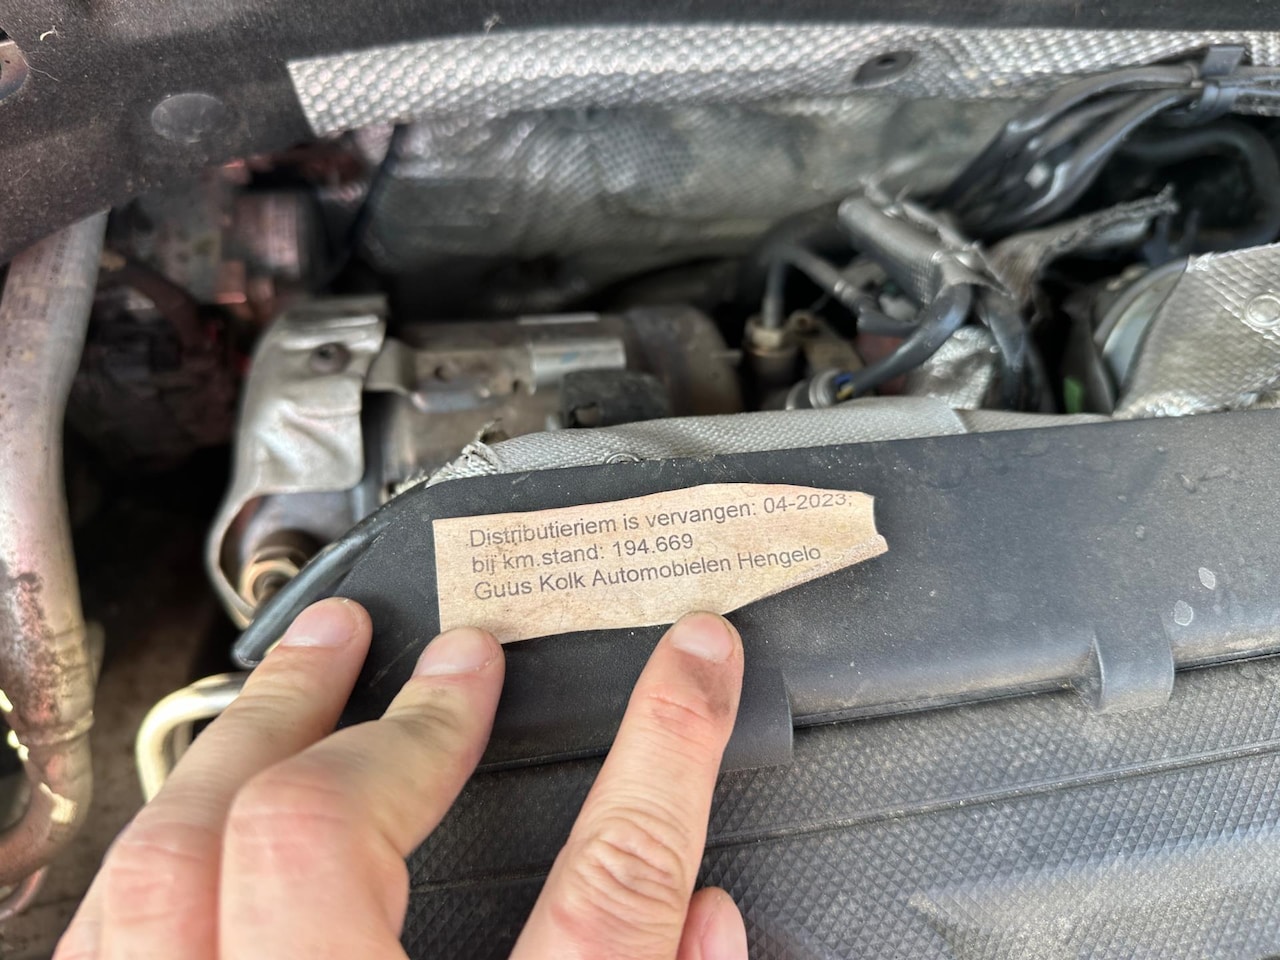 Distributieriem is vervangen: 04-2023,
bij km.stand: 194.669
Guus Kolk Automobielen Hengelo